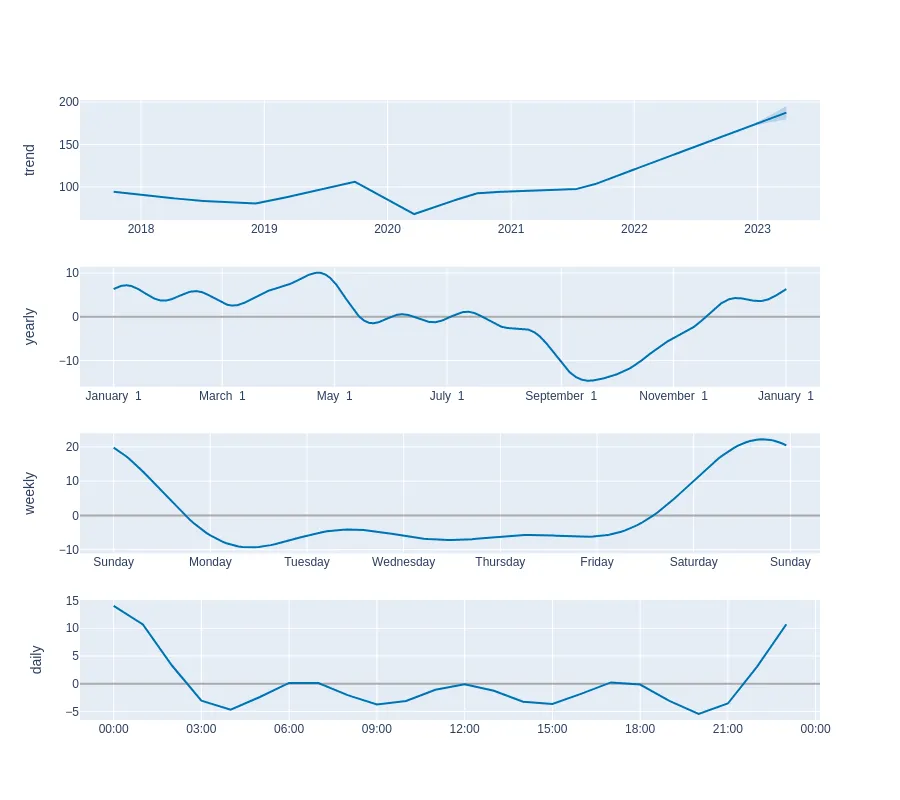 trend
200
150
100
2018 2019 2020 2021 2022 2023
yearly
10
0
−10
January 1 March 1 May 1 July 1 September 1 November 1 January 1
weekly
20
10
0
−10
Sunday Monday Tuesday Wednesday Thursday Friday Saturday Sunday
daily
15
10
5
0
−5
00:00 03:00 06:00 09:00 12:00 15:00 18:00 21:00 00:00